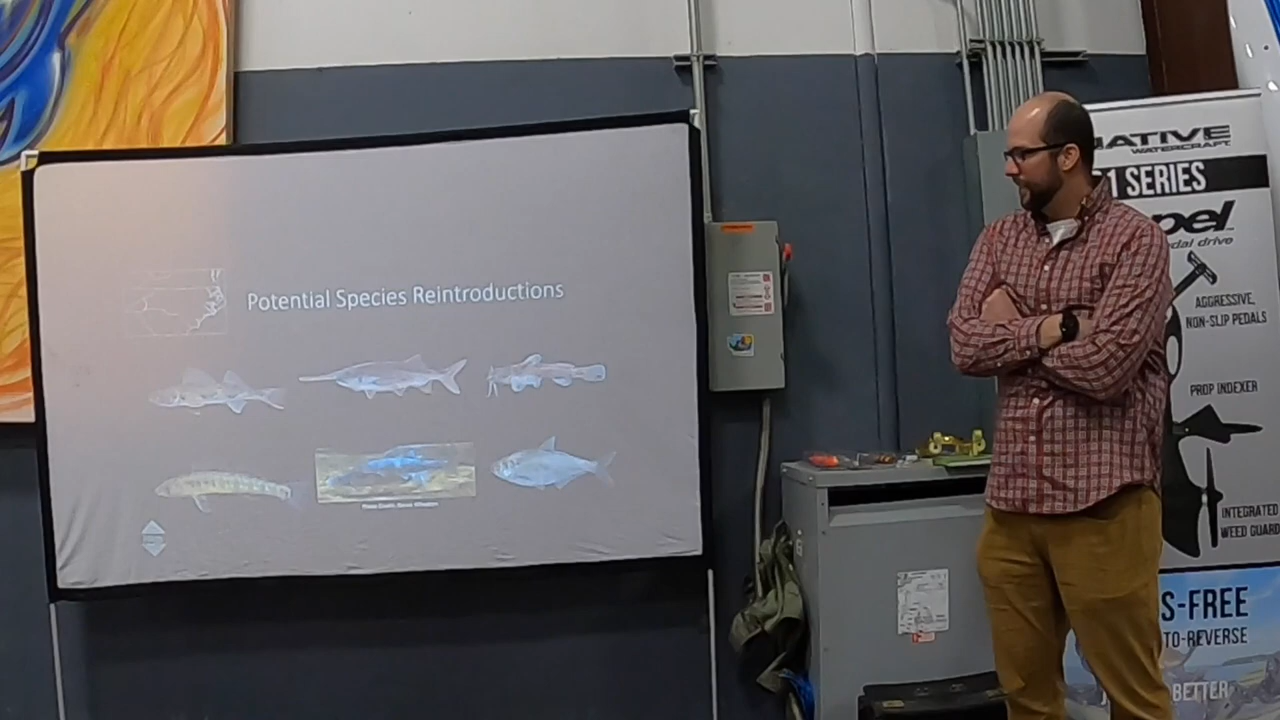 Potential Species Reintroductions
NATIVE
WATERCRAFT
1 SERIES
pel
dal drive
AGGRESSIVE,
NON-SLIP PEDALS
PROP INDEXER
INTEGRATED
WEED GUARD
S-FREE
TO-REVERSE
BETTER